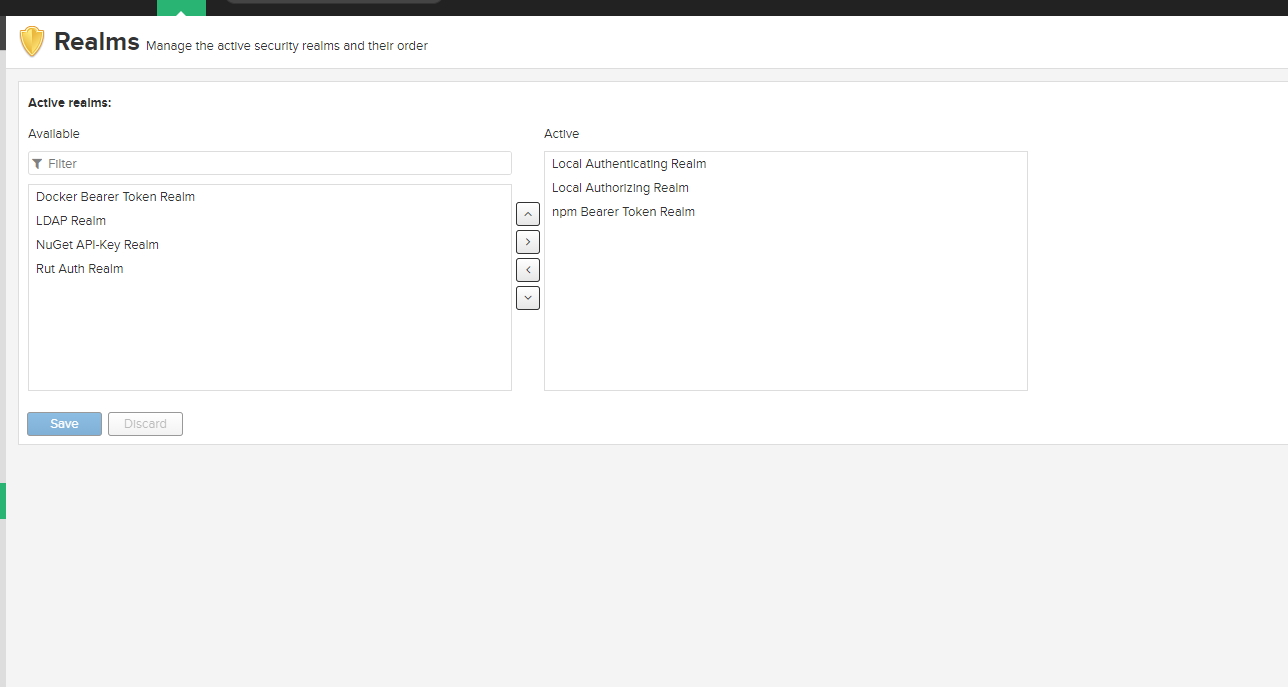 Realms Manage the active security realms and their order
Active realms:
Available
Active
Filter
Docker Bearer Token Realm
LDAP Realm
NuGet API-Key Realm
Rut Auth Realm
Local Authenticating Realm
Local Authorizing Realm
npm Bearer Token Realm
Save
Discard